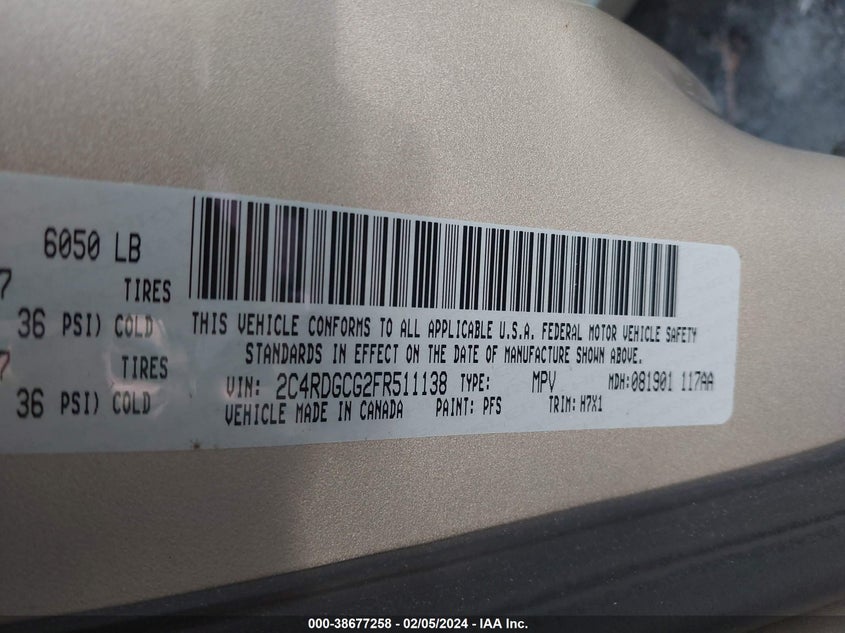 6050 LB
7 TIRES
36 PSI) COLD
7 TIRES
36 PSI) COLD
THIS VEHICLE CONFORMS TO ALL APPLICABLE U.S.A. FEDERAL MOTOR VEHICLE SAFETY
STANDARDS IN EFFECT ON THE DATE OF MANUFACTURE SHOWN ABOVE.
VIN: 2C4RDGCG2FR511138 TYPE: MPV MDH:081901 117AA
VEHICLE MADE IN CANADA PAINT: PFS TRIM: H7X1
000-38677258 - 02/05/2024 - IAA Inc.